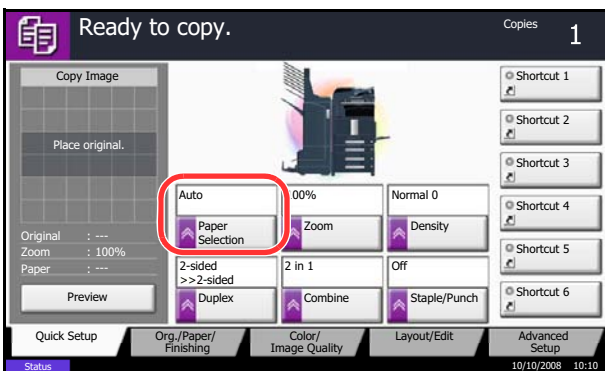 Ready to copy.
Copies 1
Copy Image
Place original.
Original : ---
Zoom : 100%
Paper : ---
Preview
Auto
Paper
Selection
100%
Zoom
Normal 0
Density
2-sided
>>2-sided
Duplex
2 in 1
Combine
Off
Staple/Punch
Shortcut 1
Shortcut 2
Shortcut 3
Shortcut 4
Shortcut 5
Shortcut 6
Quick Setup
Org./Paper/
Finishing
Color/
Image Quality
Layout/Edit
Advanced
Setup
Status
10/10/2008 10:10